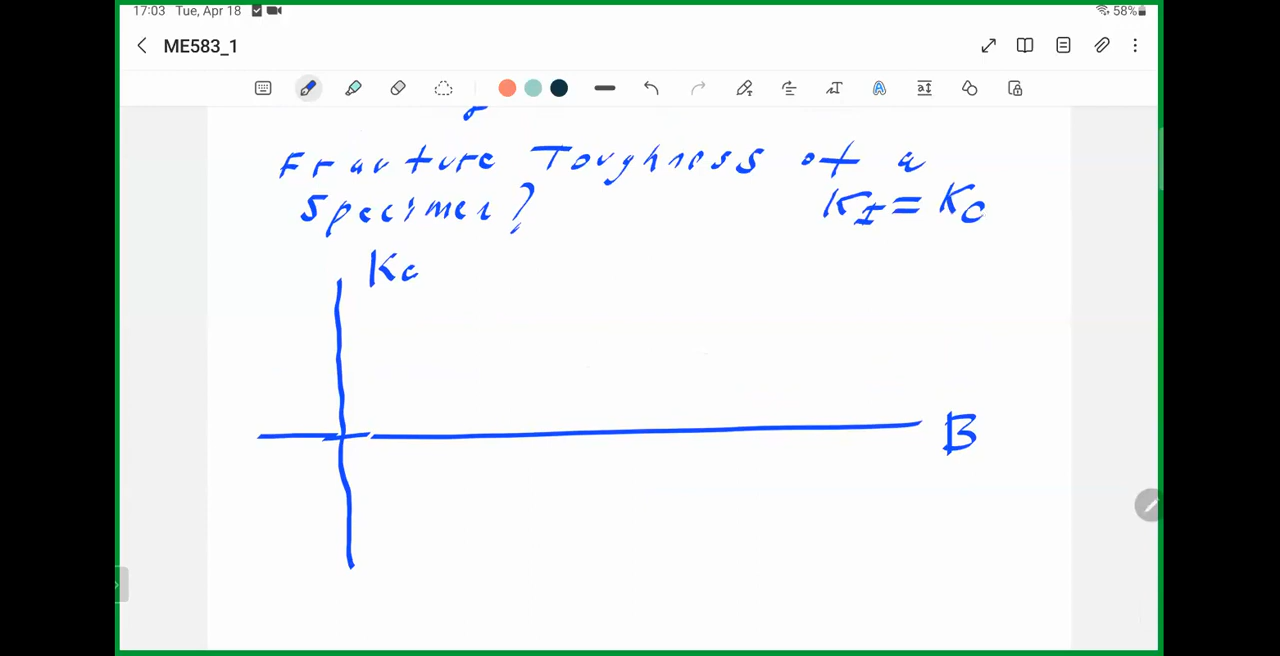 17:03 Tue, Apr 18
58%
ME583_1
Fracture Toughness of a
Specimen? KI = KC
Kc
B